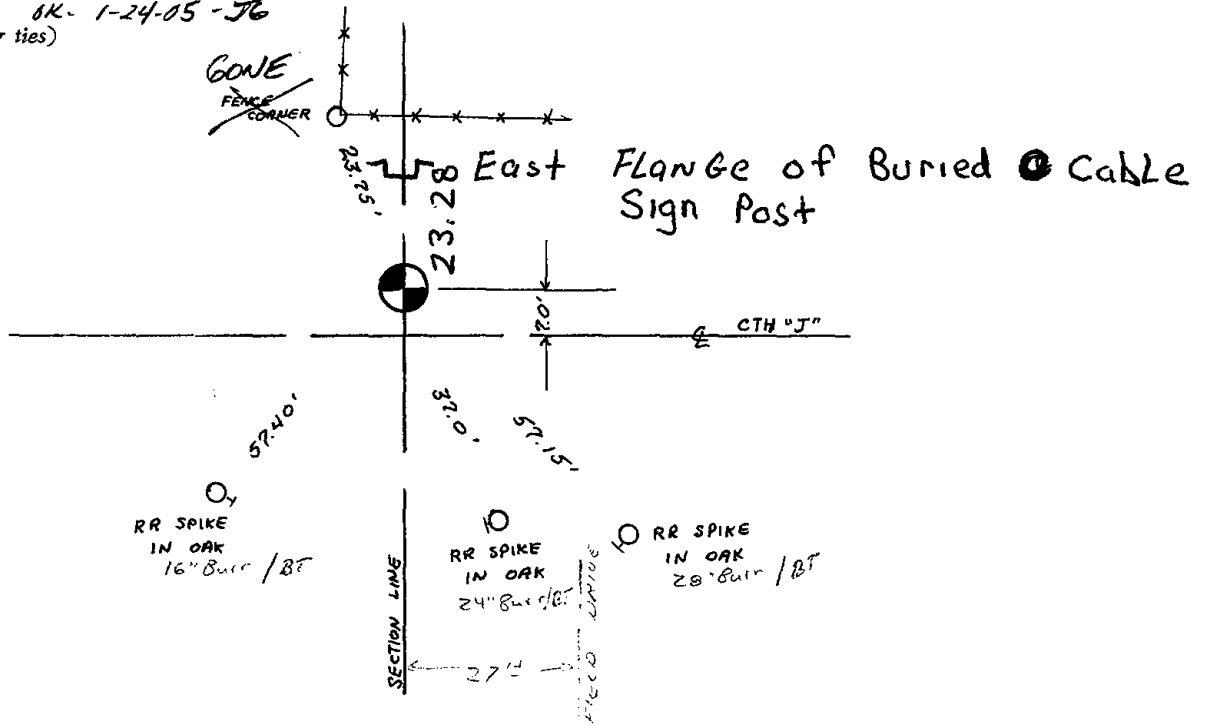 OK - 1-24-05 - JG
r ties)
GONE
FENCE
CORNER
23.25'
East FLANGe of Buried Cable
Sign Post
23.28
7.0'
℄ CTH "J"
57.40'
32.0'
57.15'
RR SPIKE
IN OAK
16" Burr / BT
RR SPIKE
IN OAK
24" Burr/BT
RR SPIKE
IN OAK
28" Burr / BT
SECTION LINE
27'±
FIELD DRIVE